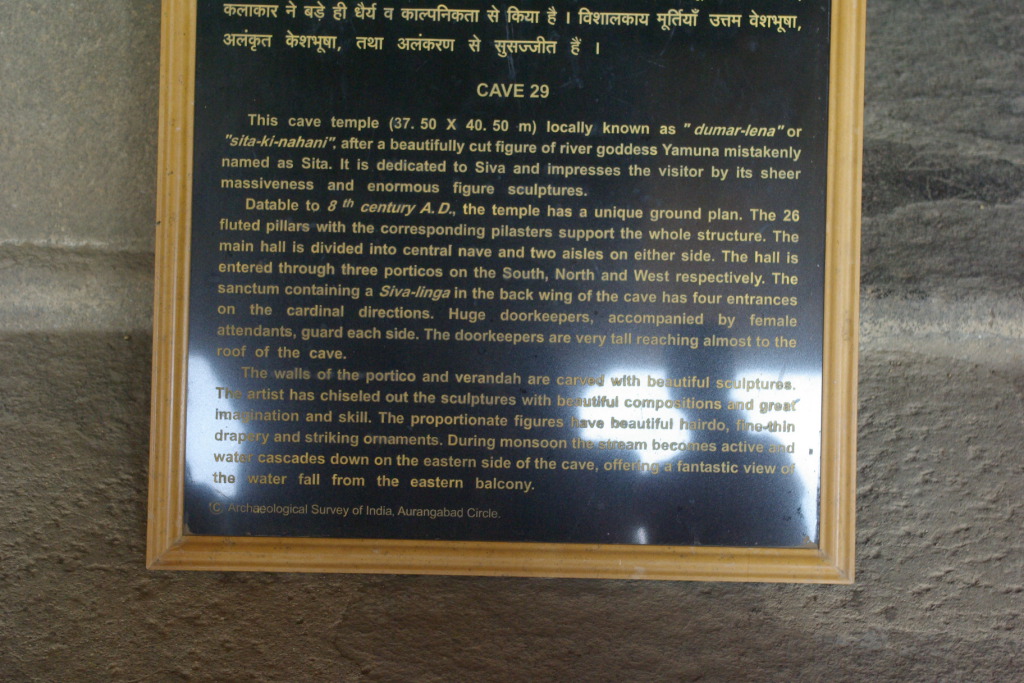 कलाकार ने बड़े ही धैर्य व काल्पनिकता से किया है । विशालकाय मूर्तियाँ उत्तम वेशभूषा,
अलंकृत केशभूषा, तथा अलंकरण से सुसज्जीत हैं ।
CAVE 29
This cave temple (37. 50 X 40. 50 m) locally known as " dumar-lena" or
"sita-ki-nahani", after a beautifully cut figure of river goddess Yamuna mistakenly
named as Sita. It is dedicated to Siva and impresses the visitor by its sheer
massiveness and enormous figure sculptures.
Datable to 8 th century A.D., the temple has a unique ground plan. The 26
fluted pillars with the corresponding pilasters support the whole structure. The
main hall is divided into central nave and two aisles on either side. The hall is
entered through three porticos on the South, North and West respectively. The
sanctum containing a Siva-linga in the back wing of the cave has four entrances
on the cardinal directions. Huge doorkeepers, accompanied by female
attendants, guard each side. The doorkeepers are very tall reaching almost to the
roof of the cave.
The walls of the portico and verandah are carved with beautiful sculptures.
The artist has chiseled out the sculptures with beautiful compositions and great
imagination and skill. The proportionate figures have beautiful hairdo, fine-thin
drapery and striking ornaments. During monsoon the stream becomes active and
water cascades down on the eastern side of the cave, offering a fantastic view of
the water fall from the eastern balcony.
'C. Archaeological Survey of India, Aurangabad Circle.